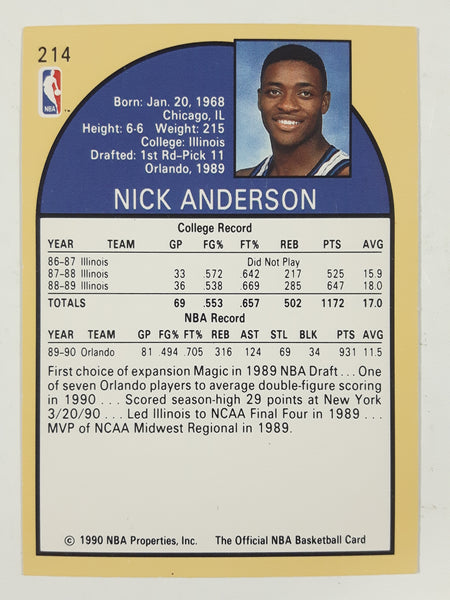 214
NBA
Born: Jan. 20, 1968
Chicago, IL
Height: 6-6 Weight: 215
College: Illinois
Drafted: 1st Rd–Pick 11
Orlando, 1989
NICK ANDERSON
College Record
YEAR TEAM GP FG% FT% REB PTS AVG
86–87 Illinois Did Not Play
87–88 Illinois 33 .572 .642 217 525 15.9
88–89 Illinois 36 .538 .669 285 647 18.0
TOTALS 69 .553 .657 502 1172 17.0
NBA Record
YEAR TEAM GP FG% FT% REB AST STL BLK PTS AVG
89–90 Orlando 81 .494 .705 316 124 69 34 931 11.5
First choice of expansion Magic in 1989 NBA Draft . . . One
of seven Orlando players to average double-figure scoring
in 1990 . . . Scored season-high 29 points at New York
3/20/90 . . . Led Illinois to NCAA Final Four in 1989 . . .
MVP of NCAA Midwest Regional in 1989.
© 1990 NBA Properties, Inc. The Official NBA Basketball Card